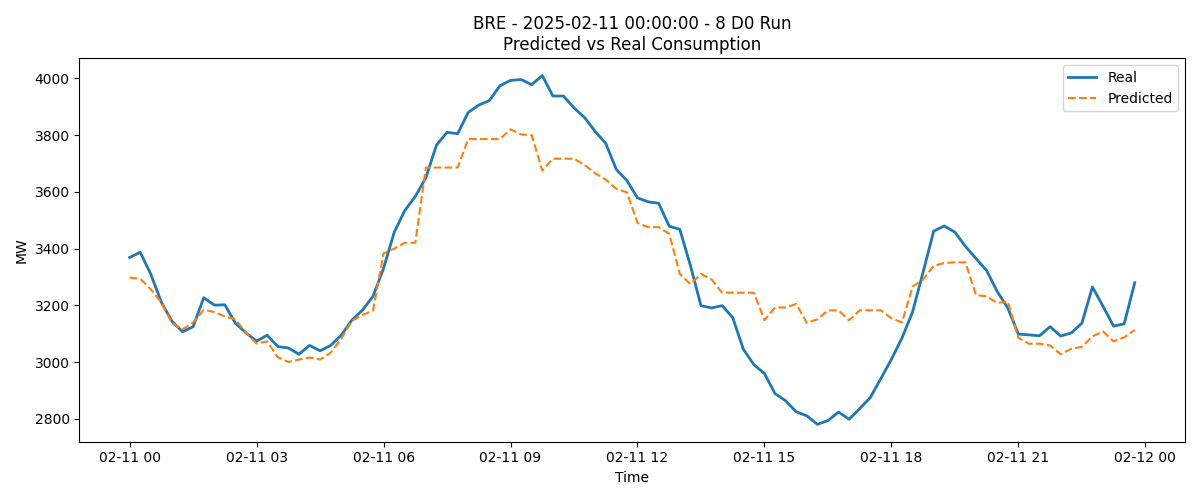 BRE - 2025-02-11 00:00:00 - 8 D0 Run
Predicted vs Real Consumption
Real
Predicted
MW
4000
3800
3600
3400
3200
3000
2800
02-11 00
02-11 03
02-11 06
02-11 09
02-11 12
02-11 15
02-11 18
02-11 21
02-12 00
Time